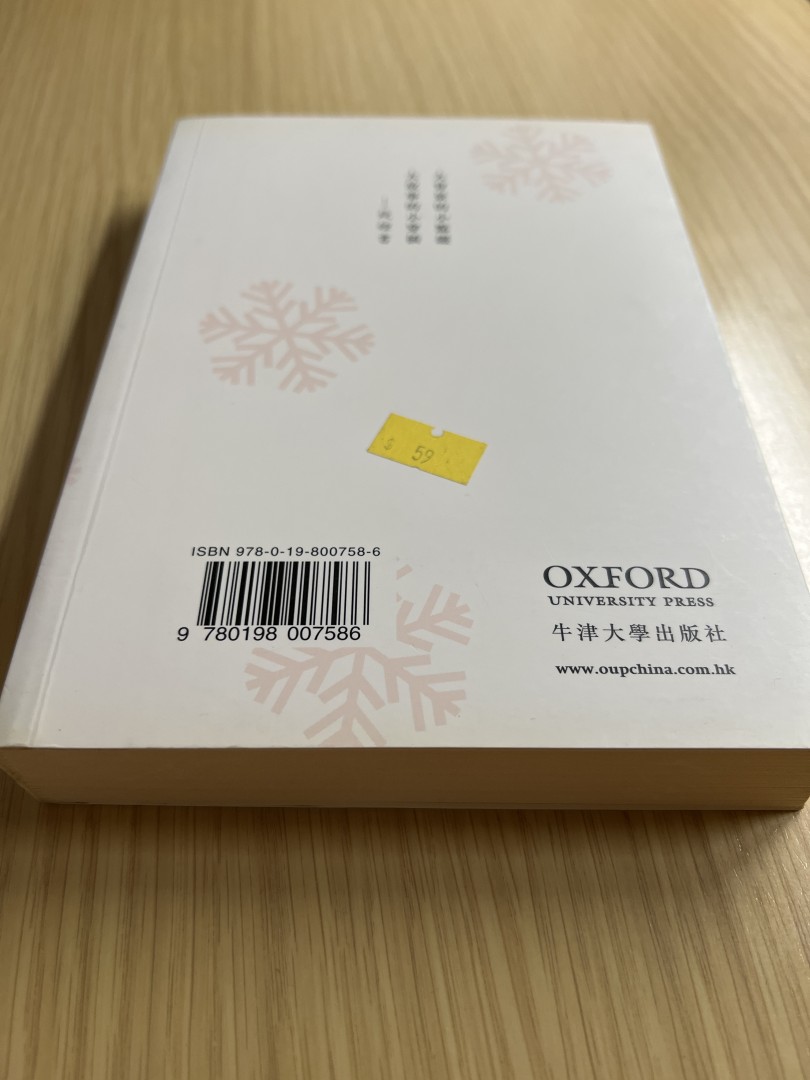 $ 59
ISBN 978-0-19-800758-6
9 780198 007586
OXFORD
UNIVERSITY PRESS
牛津大學出版社
www.oupchina.com.hk